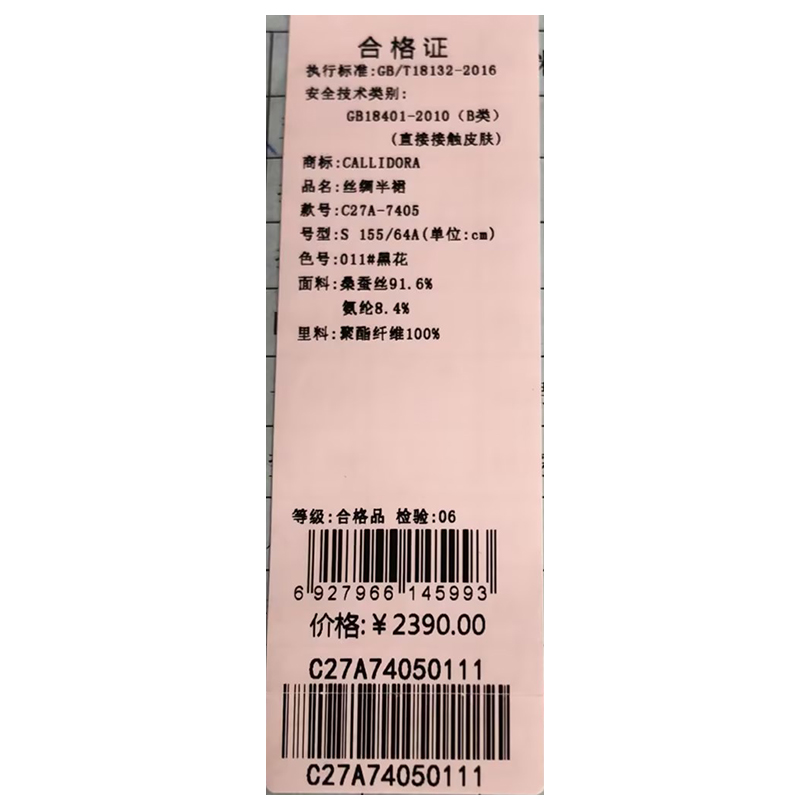 合格证
执行标准:GB/T18132-2016
安全技术类别:
GB18401-2010（B类）
(直接接触皮肤)
商标:CALLIDORA
品名:丝绸半裙
款号:C27A-7405
号型:S 155/64A(单位:cm)
色号:011#黑花
面料:桑蚕丝91.6%
氨纶8.4%
里料:聚酯纤维100%
等级:合格品 检验:06
6 927966 145993
价格:¥2390.00
C27A74050111
C27A74050111